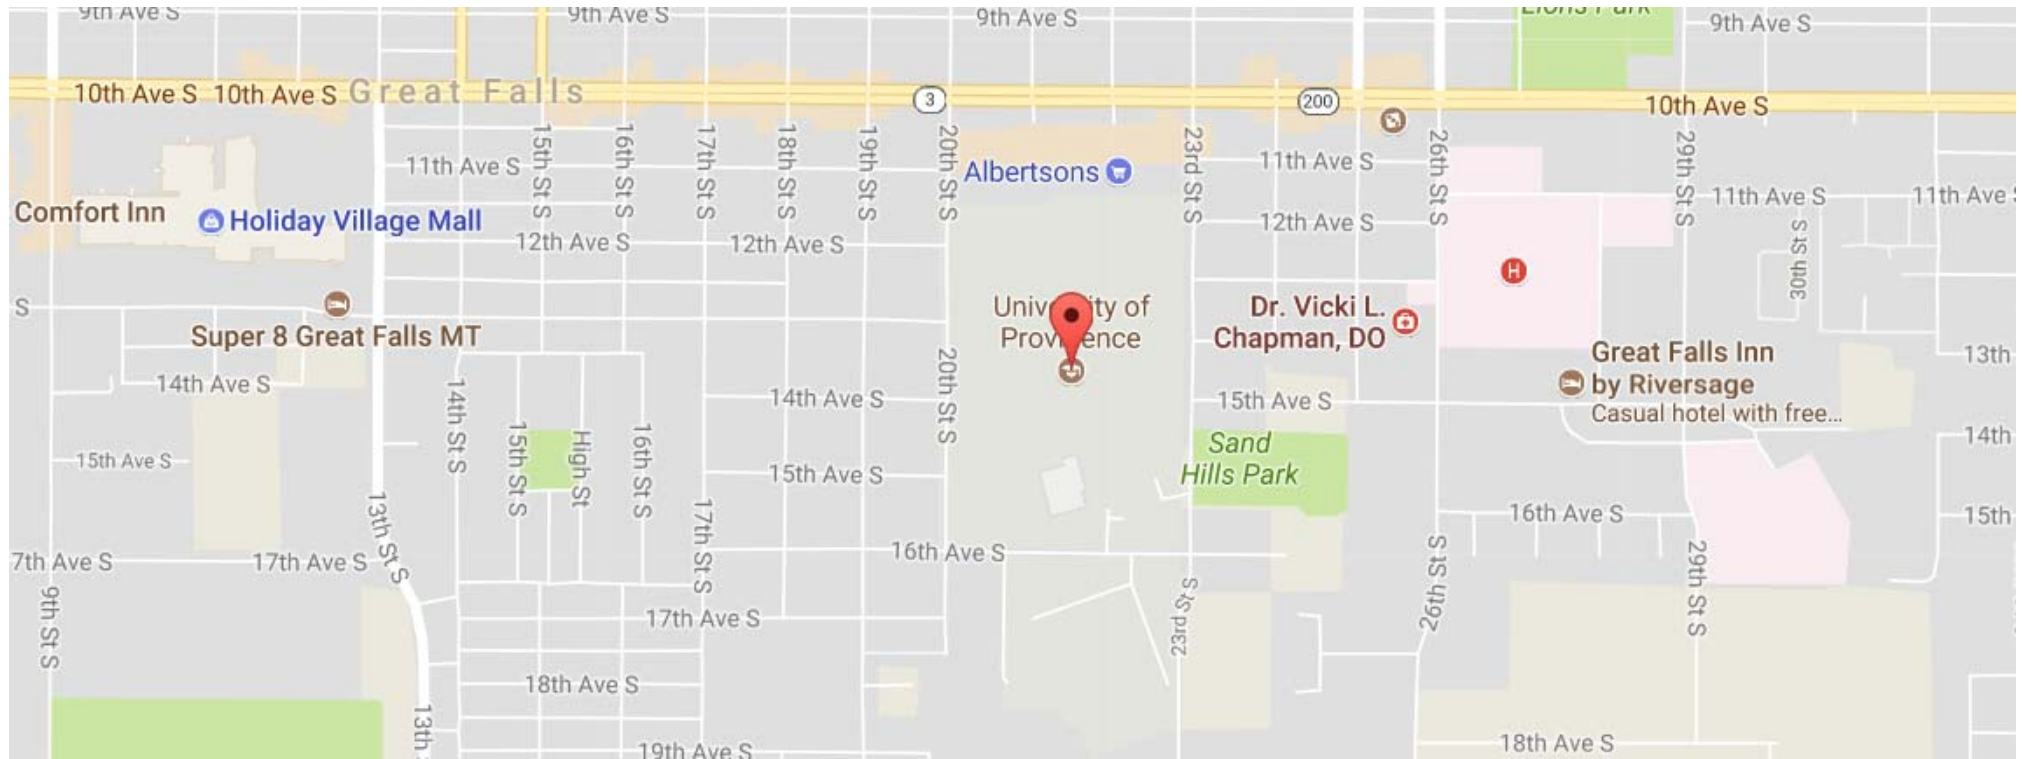 9th Ave S
9th Ave S
9th Ave S
Lions Park
9th Ave S
10th Ave S
10th Ave S
Great Falls
3
200
10th Ave S
15th St S
16th St S
17th St S
18th St S
19th St S
20th St S
23rd St S
26th St S
29th St S
11th Ave S
Albertsons
11th Ave S
11th Ave S
11th Ave
Comfort Inn
Holiday Village Mall
12th Ave S
12th Ave S
12th Ave S
30th St S
H
S
Super 8 Great Falls MT
University of
Providence
Dr. Vicki L.
Chapman, DO
Great Falls Inn
by Riversage
Casual hotel with free...
13th
14th Ave S
14th St S
20th St S
14th Ave S
15th Ave S
15th St S
High St
16th St S
Sand
Hills Park
14th
15th Ave S
15th Ave S
13th St S
17th St S
16th Ave S
15th
7th Ave S
17th Ave S
16th Ave S
26th St S
29th St S
9th St S
17th Ave S
23rd St S
18th Ave S
13th
19th Ave S
18th Ave S